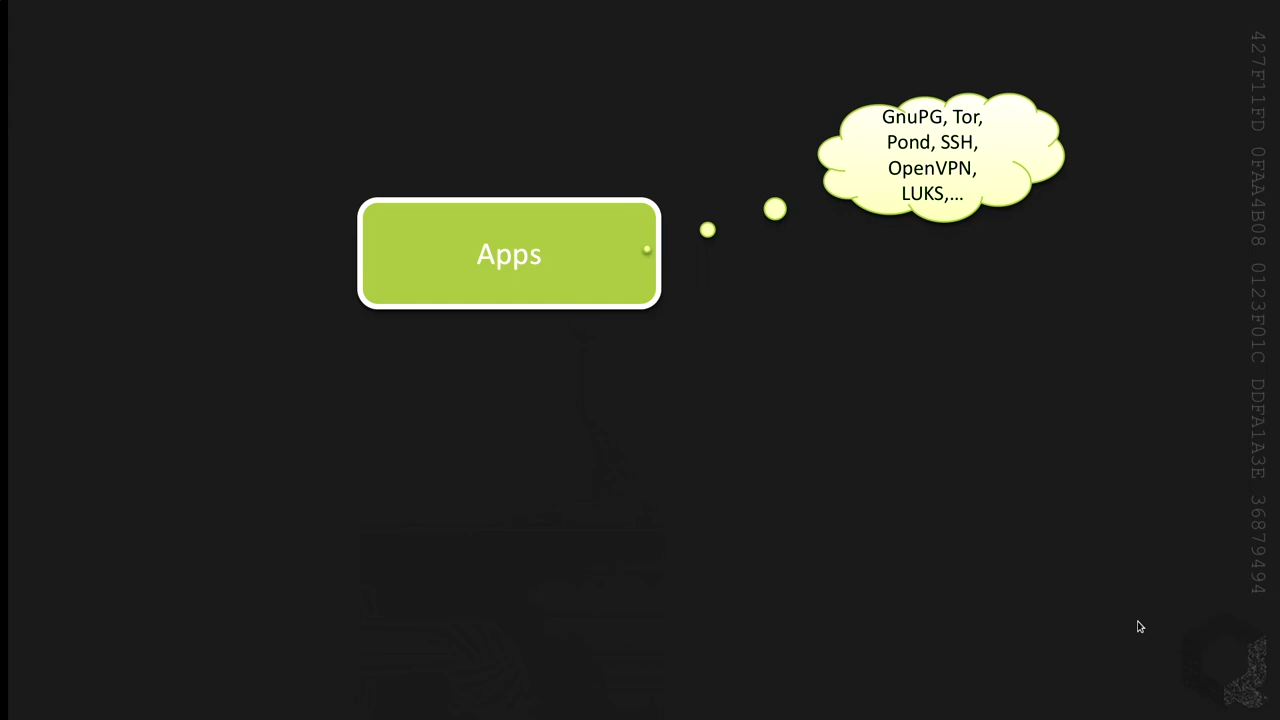 GnuPG, Tor,
Pond, SSH,
OpenVPN,
LUKS,...
Apps
427F11FD 0FAA4B08 0123F01C DDFA1A3E 36879494